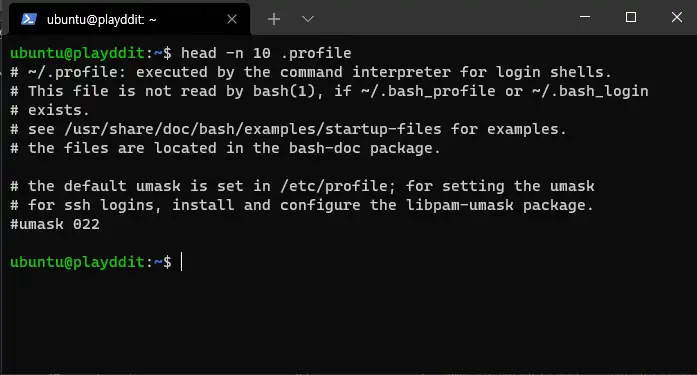 ubuntu@playddit: ~
ubuntu@playddit:~$ head -n 10 .profile
# ~/.profile: executed by the command interpreter for login shells.
# This file is not read by bash(1), if ~/.bash_profile or ~/.bash_login
# exists.
# see /usr/share/doc/bash/examples/startup-files for examples.
# the files are located in the bash-doc package.

# the default umask is set in /etc/profile; for setting the umask
# for ssh logins, install and configure the libpam-umask package.
#umask 022

ubuntu@playddit:~$